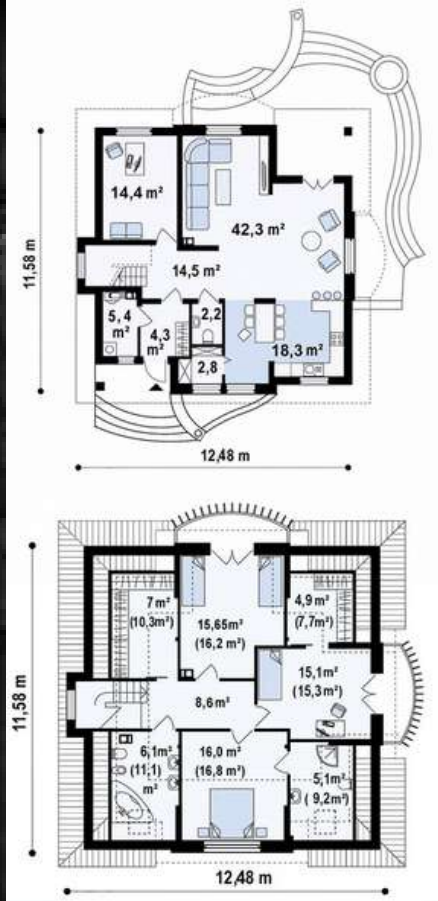 14,4 m²
42,3 m²
14,5 m²
5,4
m²
4,3
m²
2,2
2,8
18,3 m²
11,58 m
12,48 m
7 m²
(10,3m²)
15,65m²
(16,2 m²)
4,9 m²
(7,7m²)
15,1m²
(15,3 m²)
8,6m²
6,1m²
(11,1)
m²
16,0 m²
(16,8 m²)
5,1m²
( 9,2m²)
11,58 m
12,48 m